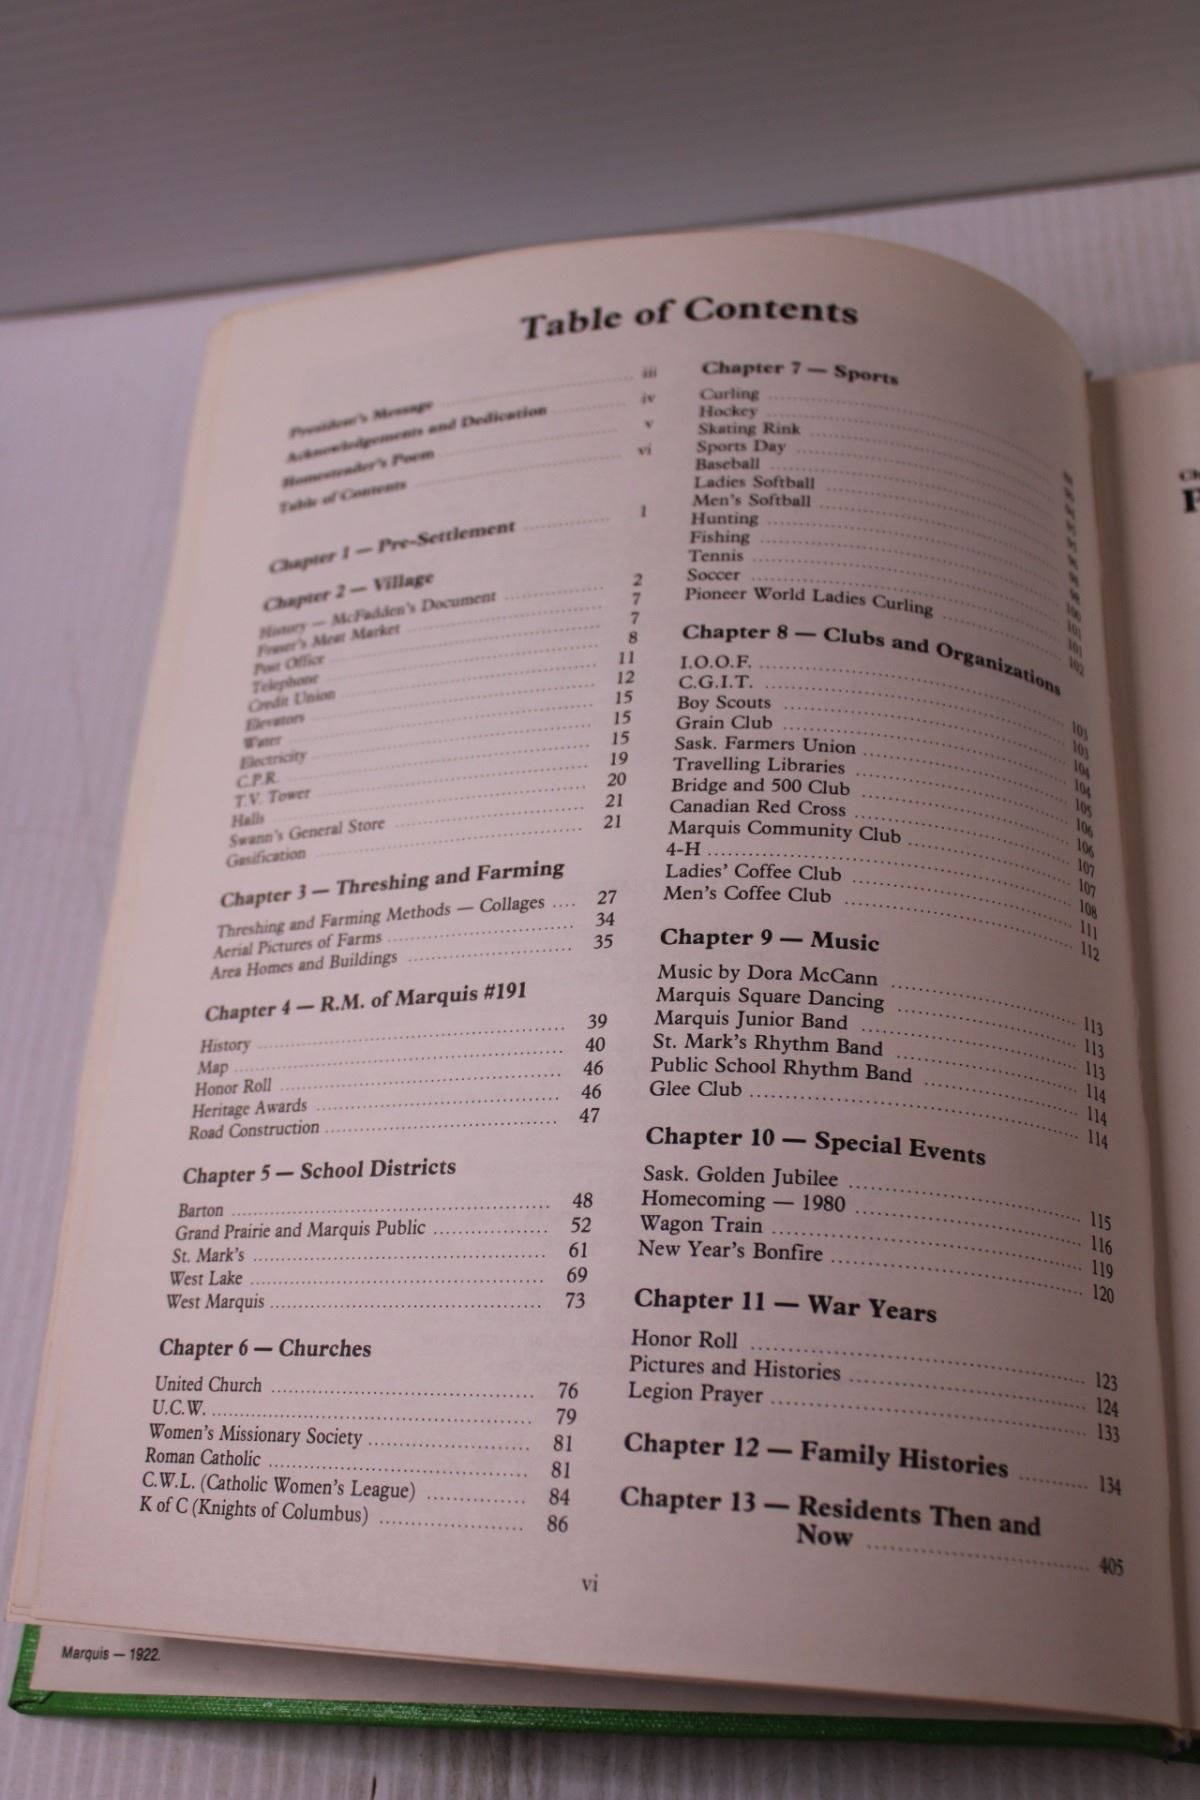 Table of Contents
President's Message ..... iii
Acknowledgements and Dedication ..... iv
Homesteader's Poem ..... v
Table of Contents ..... vi
Chapter 1 — Pre-Settlement ..... 1
Chapter 2 — Village
History — McFadden's Document ..... 2
Fraser's Meat Market ..... 7
Post Office ..... 7
Telephone ..... 8
Credit Union ..... 11
Elevators ..... 12
Water ..... 15
Electricity ..... 15
C.P.R. ..... 15
T.V. Tower ..... 19
Halls ..... 20
Swann's General Store ..... 21
Gasification ..... 21
Chapter 3 — Threshing and Farming
Threshing and Farming Methods — Collages .... 27
Aerial Pictures of Farms ..... 34
Area Homes and Buildings ..... 35
Chapter 4 — R.M. of Marquis #191
History ..... 39
Map ..... 40
Honor Roll ..... 46
Heritage Awards ..... 46
Road Construction ..... 47
Chapter 5 — School Districts
Barton ..... 48
Grand Prairie and Marquis Public ..... 52
St. Mark's ..... 61
West Lake ..... 69
West Marquis ..... 73
Chapter 6 — Churches
United Church ..... 76
U.C.W. ..... 79
Women's Missionary Society ..... 81
Roman Catholic ..... 81
C.W.L. (Catholic Women's League) ..... 84
K of C (Knights of Columbus) ..... 86
Chapter 7 — Sports
Curling .....
Hockey .....
Skating Rink .....
Sports Day .....
Baseball .....
Ladies Softball .....
Men's Softball .....
Hunting .....
Fishing .....
Tennis .....
Soccer ..... 101
Pioneer World Ladies Curling ..... 102
Chapter 8 — Clubs and Organizations
I.O.O.F. ..... 103
C.G.I.T. ..... 103
Boy Scouts ..... 104
Grain Club ..... 104
Sask. Farmers Union ..... 105
Travelling Libraries ..... 106
Bridge and 500 Club ..... 106
Canadian Red Cross ..... 107
Marquis Community Club ..... 107
4-H ..... 108
Ladies' Coffee Club ..... 111
Men's Coffee Club ..... 112
Chapter 9 — Music
Music by Dora McCann ..... 113
Marquis Square Dancing ..... 113
Marquis Junior Band ..... 113
St. Mark's Rhythm Band ..... 114
Public School Rhythm Band ..... 114
Glee Club ..... 114
Chapter 10 — Special Events
Sask. Golden Jubilee ..... 115
Homecoming — 1980 ..... 116
Wagon Train ..... 119
New Year's Bonfire ..... 120
Chapter 11 — War Years
Honor Roll ..... 123
Pictures and Histories ..... 124
Legion Prayer ..... 133
Chapter 12 — Family Histories ..... 134
Chapter 13 — Residents Then and
Now ..... 405
vi
Marquis — 1922.